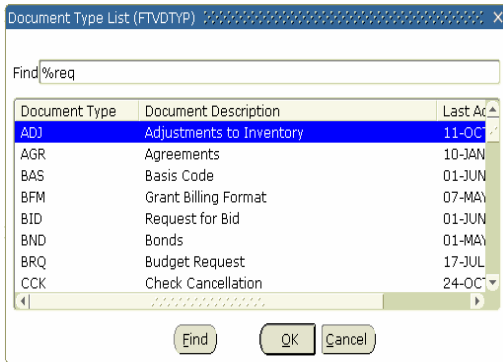 Document Type List (FTVDTYP)
Find %req
Document Type Document Description Last Ac
ADJ Adjustments to Inventory 11-OCT
AGR Agreements 10-JAN
BAS Basis Code 01-JUN
BFM Grant Billing Format 07-MAY
BID Request for Bid 01-JUN
BND Bonds 01-MAY
BRQ Budget Request 17-JUL
CCK Check Cancellation 24-OCT
Find OK Cancel